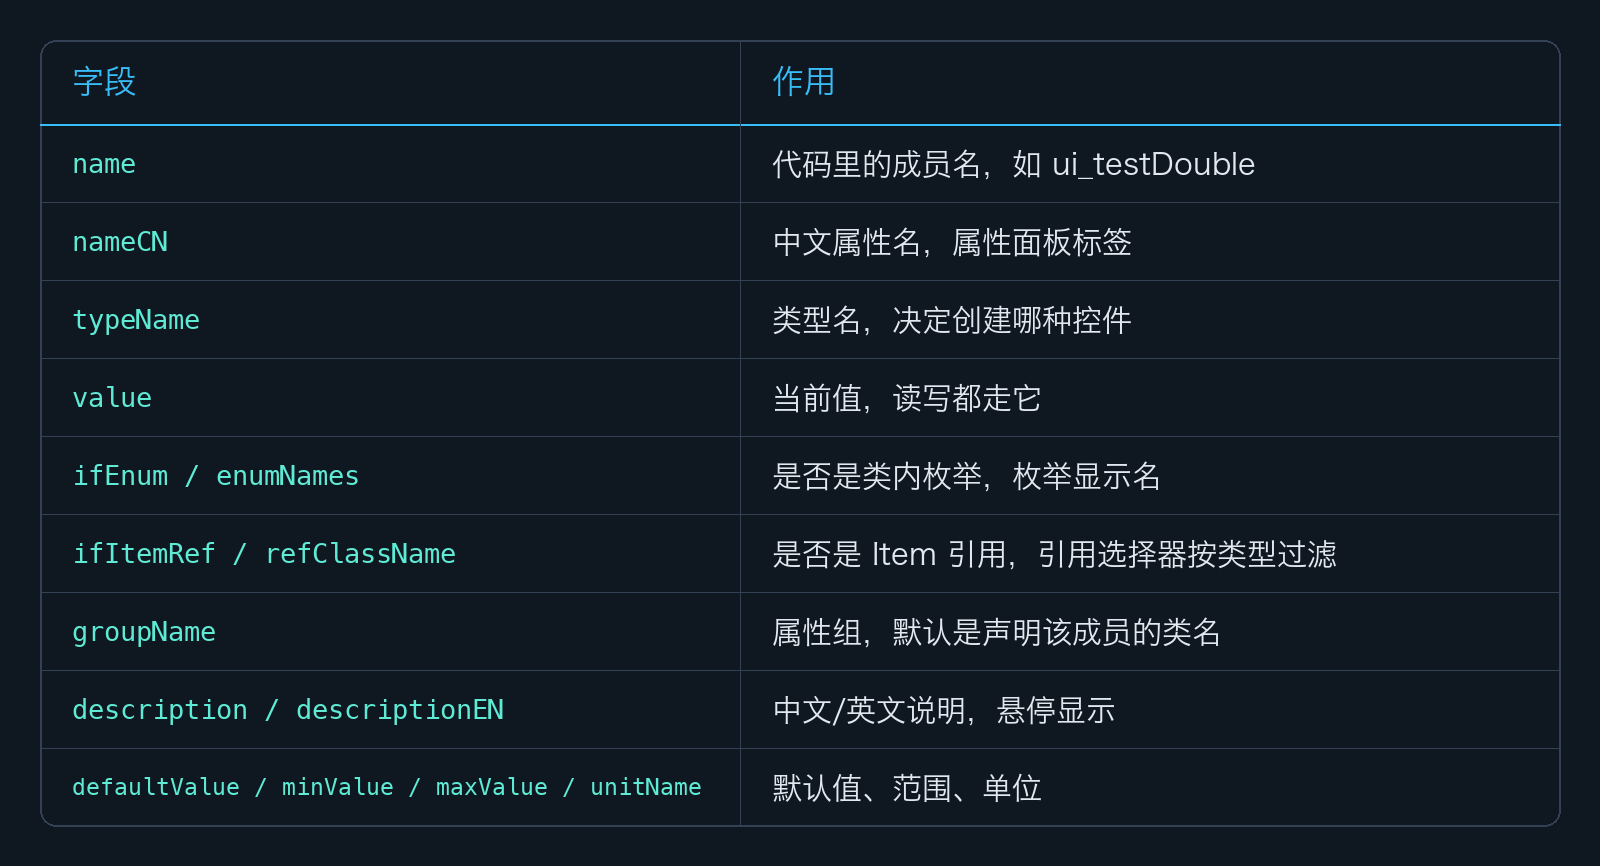 字段 作用
name 代码里的成员名，如 ui_testDouble
nameCN 中文属性名，属性面板标签
typeName 类型名，决定创建哪种控件
value 当前值，读写都走它
ifEnum / enumNames 是否是类内枚举，枚举显示名
ifItemRef / refClassName 是否是 Item 引用，引用选择器按类型过滤
groupName 属性组，默认是声明该成员的类名
description / descriptionEN 中文/英文说明，悬停显示
defaultValue / minValue / maxValue / unitName 默认值、范围、单位